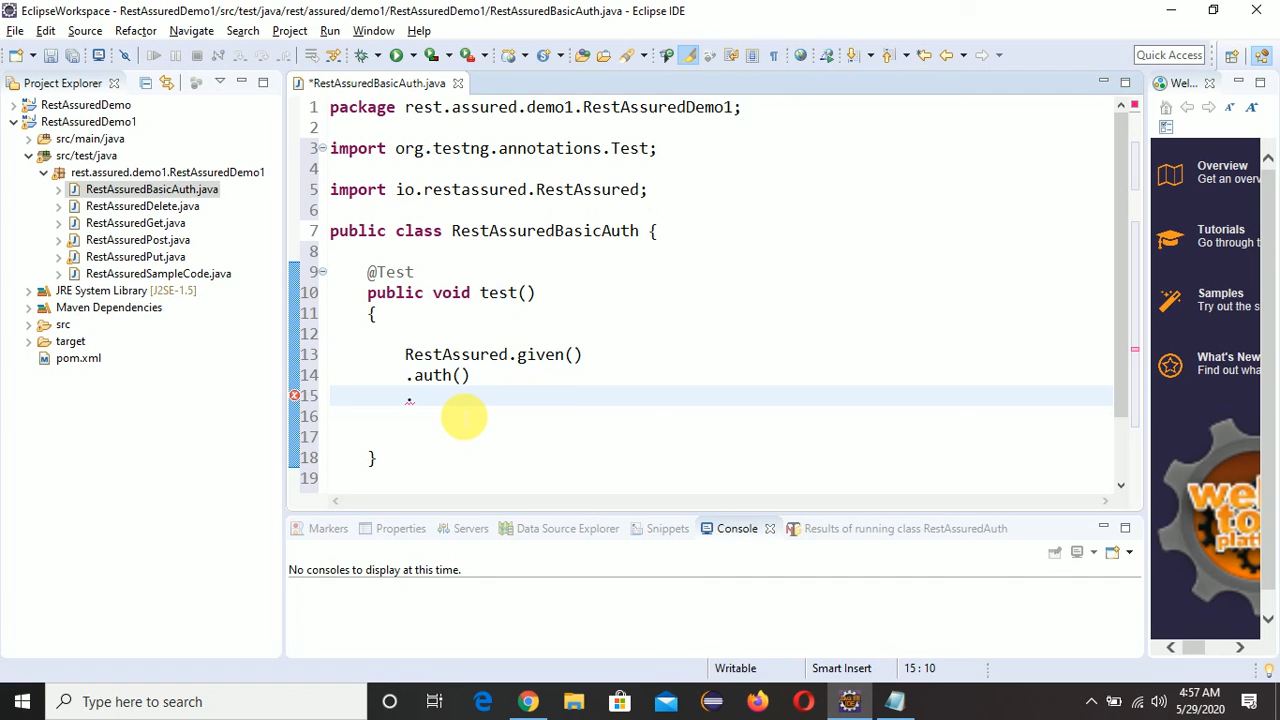 EclipseWorkspace - RestAssuredDemo1/src/test/java/rest/assured/demo1/RestAssuredDemo1/RestAssuredBasicAuth.java - Eclipse IDE
File Edit Source Refactor Navigate Search Project Run Window Help
Quick Access
Project Explorer
*RestAssuredBasicAuth.java
Wel...
RestAssuredDemo
RestAssuredDemo1
src/main/java
src/test/java
rest.assured.demo1.RestAssuredDemo1
RestAssuredBasicAuth.java
RestAssuredDelete.java
RestAssuredGet.java
RestAssuredPost.java
RestAssuredPut.java
RestAssuredSampleCode.java
JRE System Library [J2SE-1.5]
Maven Dependencies
src
target
pom.xml
1 package rest.assured.demo1.RestAssuredDemo1;
2
3 import org.testng.annotations.Test;
4
5 import io.restassured.RestAssured;
6
7 public class RestAssuredBasicAuth {
8
9 @Test
10 public void test()
11 {
12
13 RestAssured.given()
14 .auth()
15 .
16
17
18 }
19
Overview
Get an overv
Tutorials
Go through t
Samples
Try out the s
What's New
Find out wha
Markers Properties Servers Data Source Explorer Snippets Console Results of running class RestAssuredAuth
No consoles to display at this time.
Writable Smart Insert 15 : 10
Type here to search
4:57 AM
5/29/2020